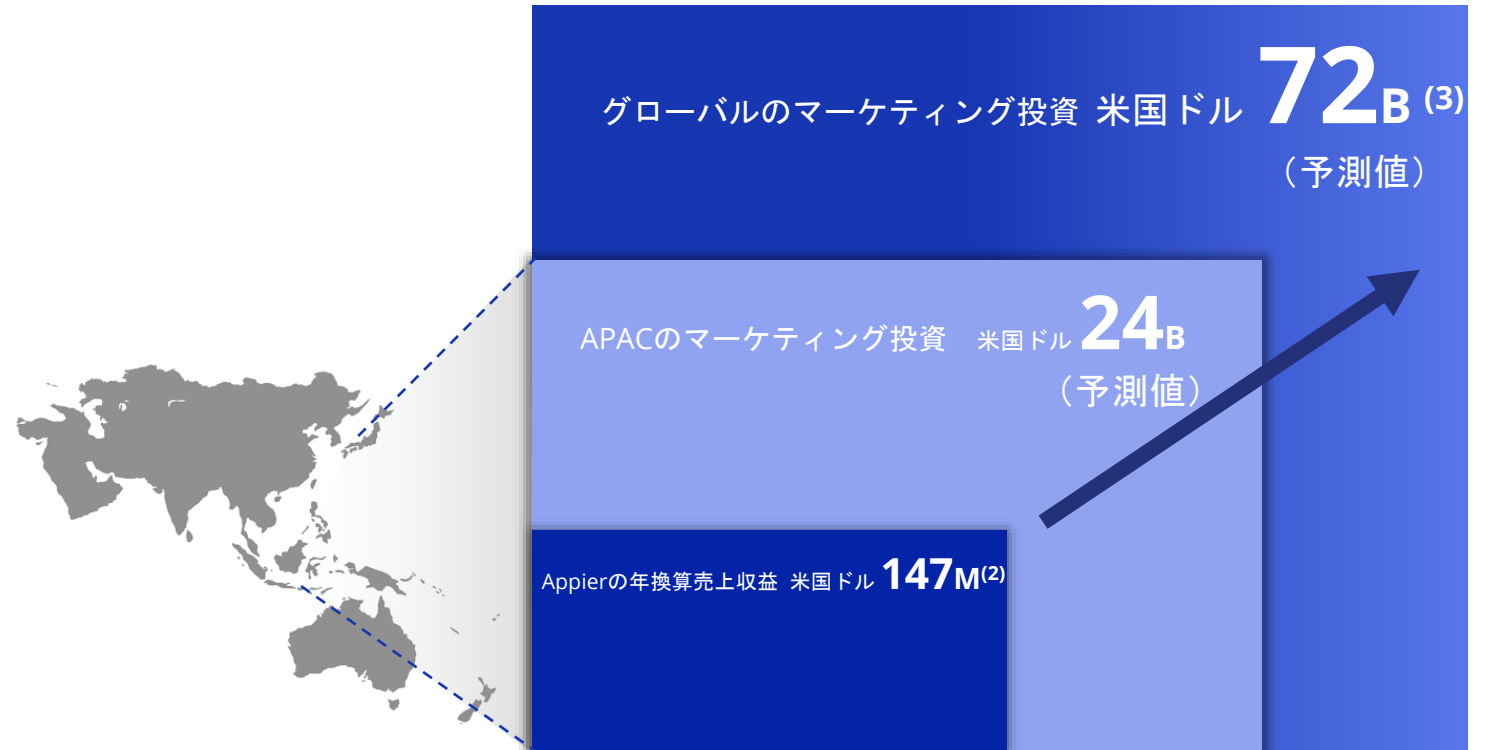 グローバルのマーケティング投資 米国ドル 72B (3)
（予測値）
APACのマーケティング投資 米国ドル 24B
（予測値）
Appierの年換算売上収益 米国ドル 147M(2)